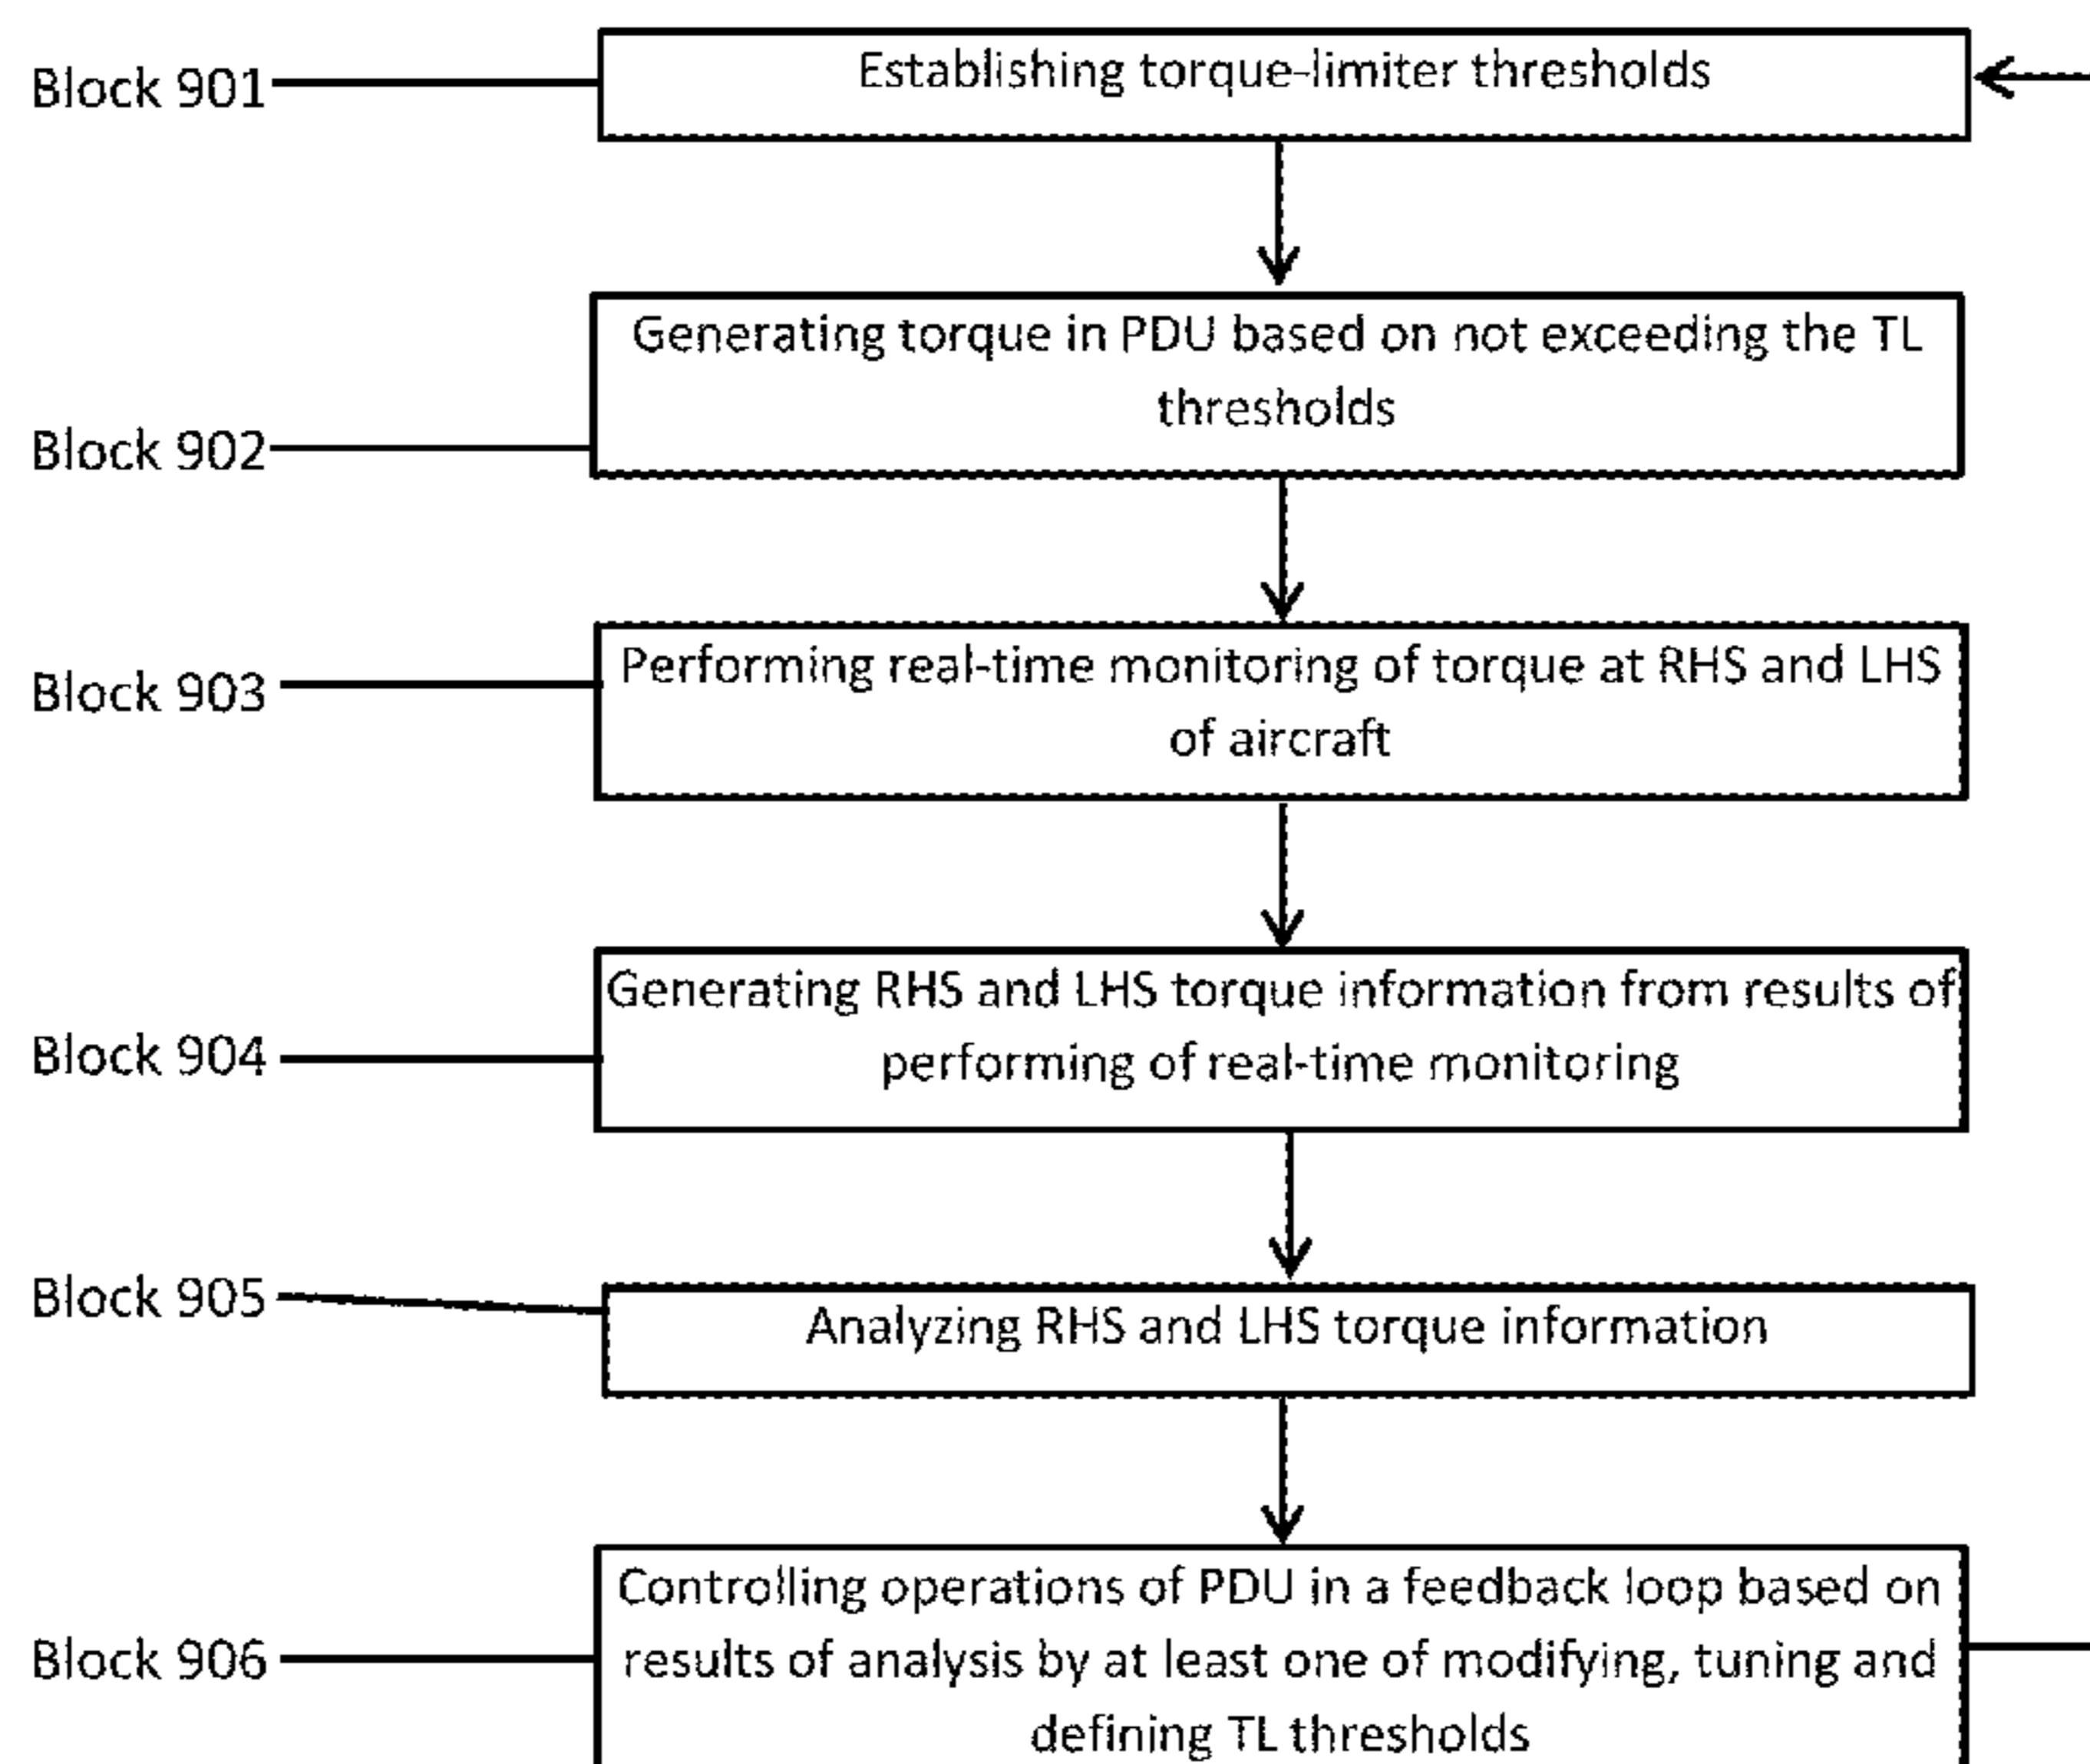 Block 901
Establishing torque-limiter thresholds
Block 902
Generating torque in PDU based on not exceeding the TL
thresholds
Block 903
Performing real-time monitoring of torque at RHS and LHS
of aircraft
Block 904
Generating RHS and LHS torque information from results of
performing of real-time monitoring
Block 905
Analyzing RHS and LHS torque information
Block 906
Controlling operations of PDU in a feedback loop based on
results of analysis by at least one of modifying, tuning and
defining TL thresholds